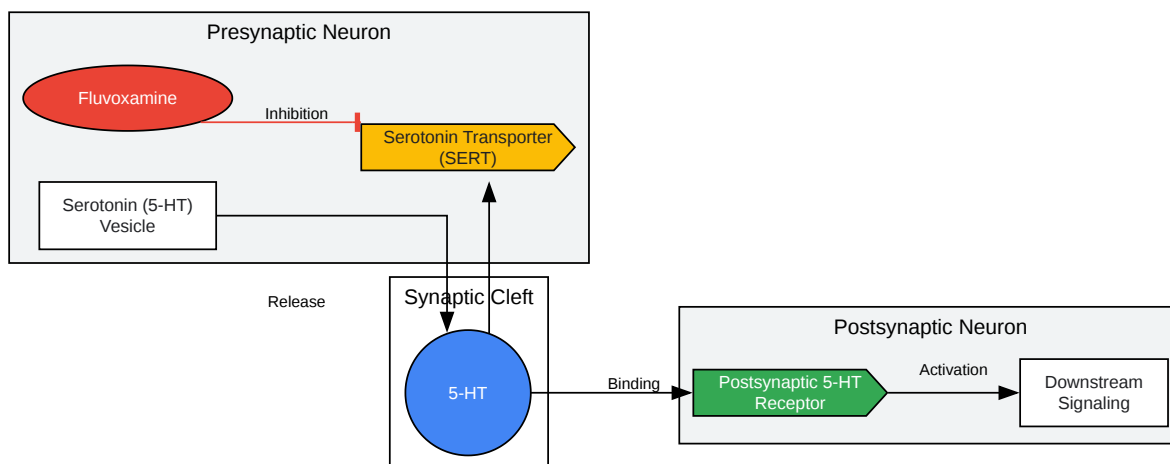 Presynaptic Neuron
Fluvoxamine
Inhibition
Serotonin Transporter
(SERT)
Serotonin (5-HT)
Vesicle
Release
Synaptic Cleft
5-HT
Binding
Postsynaptic Neuron
Postsynaptic 5-HT
Receptor
Activation
Downstream
Signaling